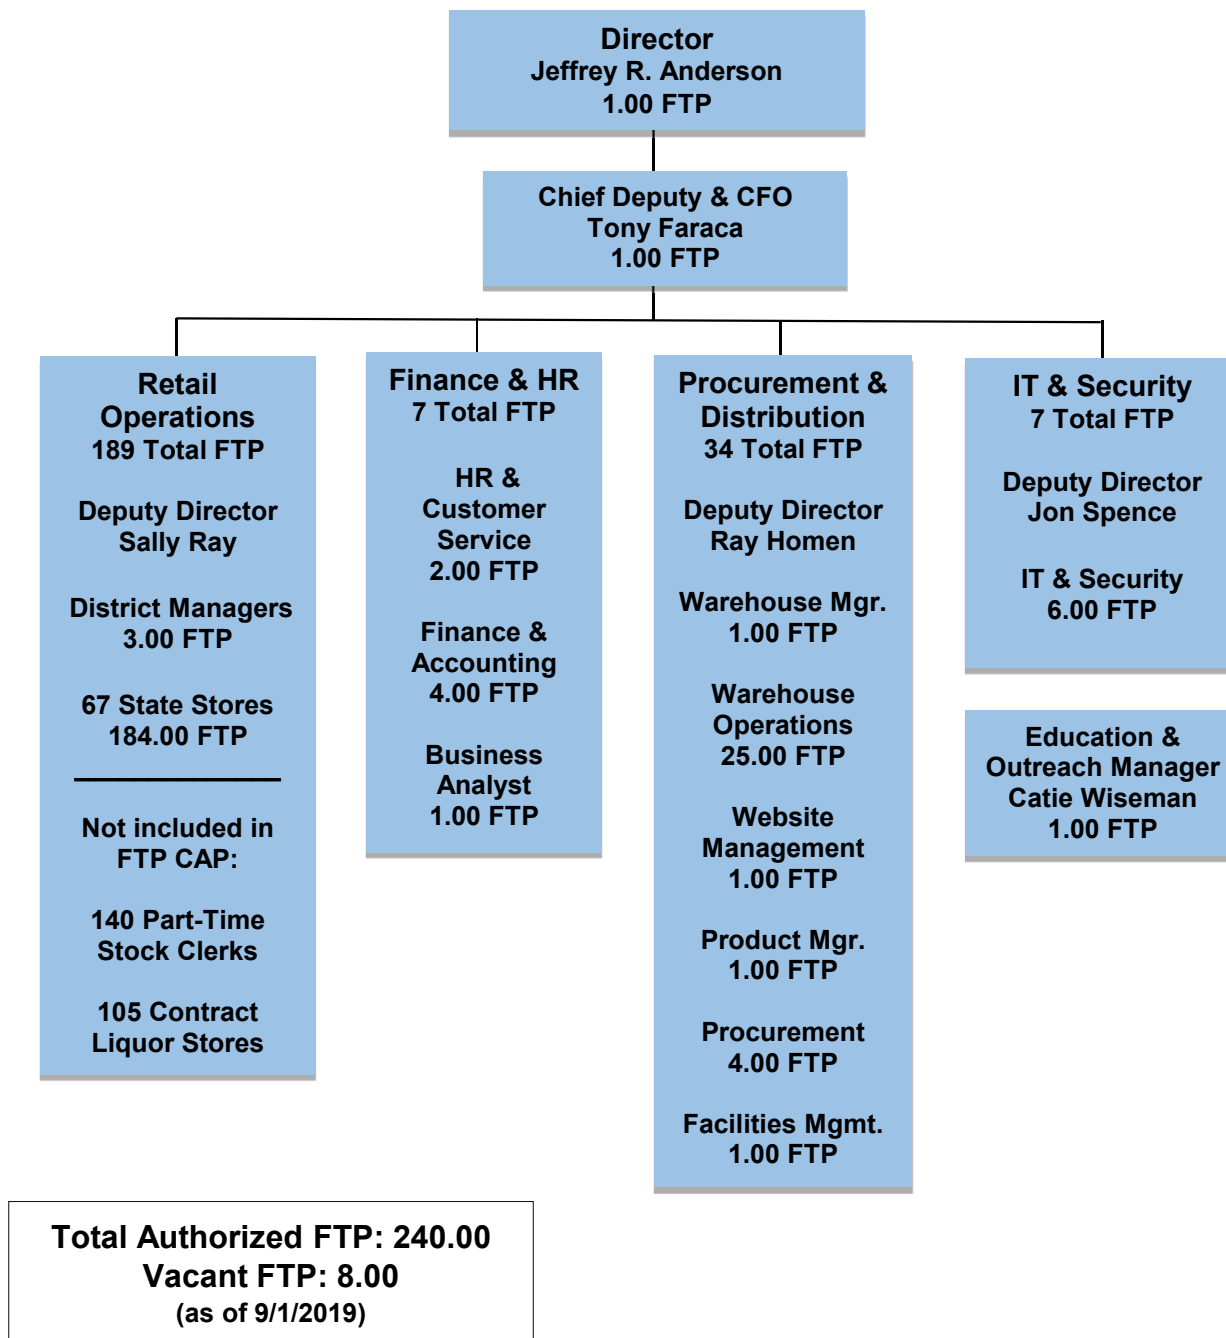 Director
Jeffrey R. Anderson
1.00 FTP
Chief Deputy & CFO
Tony Faraca
1.00 FTP
Retail
Operations
189 Total FTP
Deputy Director
Sally Ray
District Managers
3.00 FTP
67 State Stores
184.00 FTP
Not included in
FTP CAP:
140 Part-Time
Stock Clerks
105 Contract
Liquor Stores
Finance & HR
7 Total FTP
HR &
Customer
Service
2.00 FTP
Finance &
Accounting
4.00 FTP
Business
Analyst
1.00 FTP
Procurement &
Distribution
34 Total FTP
Deputy Director
Ray Homen
Warehouse Mgr.
1.00 FTP
Warehouse
Operations
25.00 FTP
Website
Management
1.00 FTP
Product Mgr.
1.00 FTP
Procurement
4.00 FTP
Facilities Mgmt.
1.00 FTP
IT & Security
7 Total FTP
Deputy Director
Jon Spence
IT & Security
6.00 FTP
Education &
Outreach Manager
Catie Wiseman
1.00 FTP
Total Authorized FTP: 240.00
Vacant FTP: 8.00
(as of 9/1/2019)